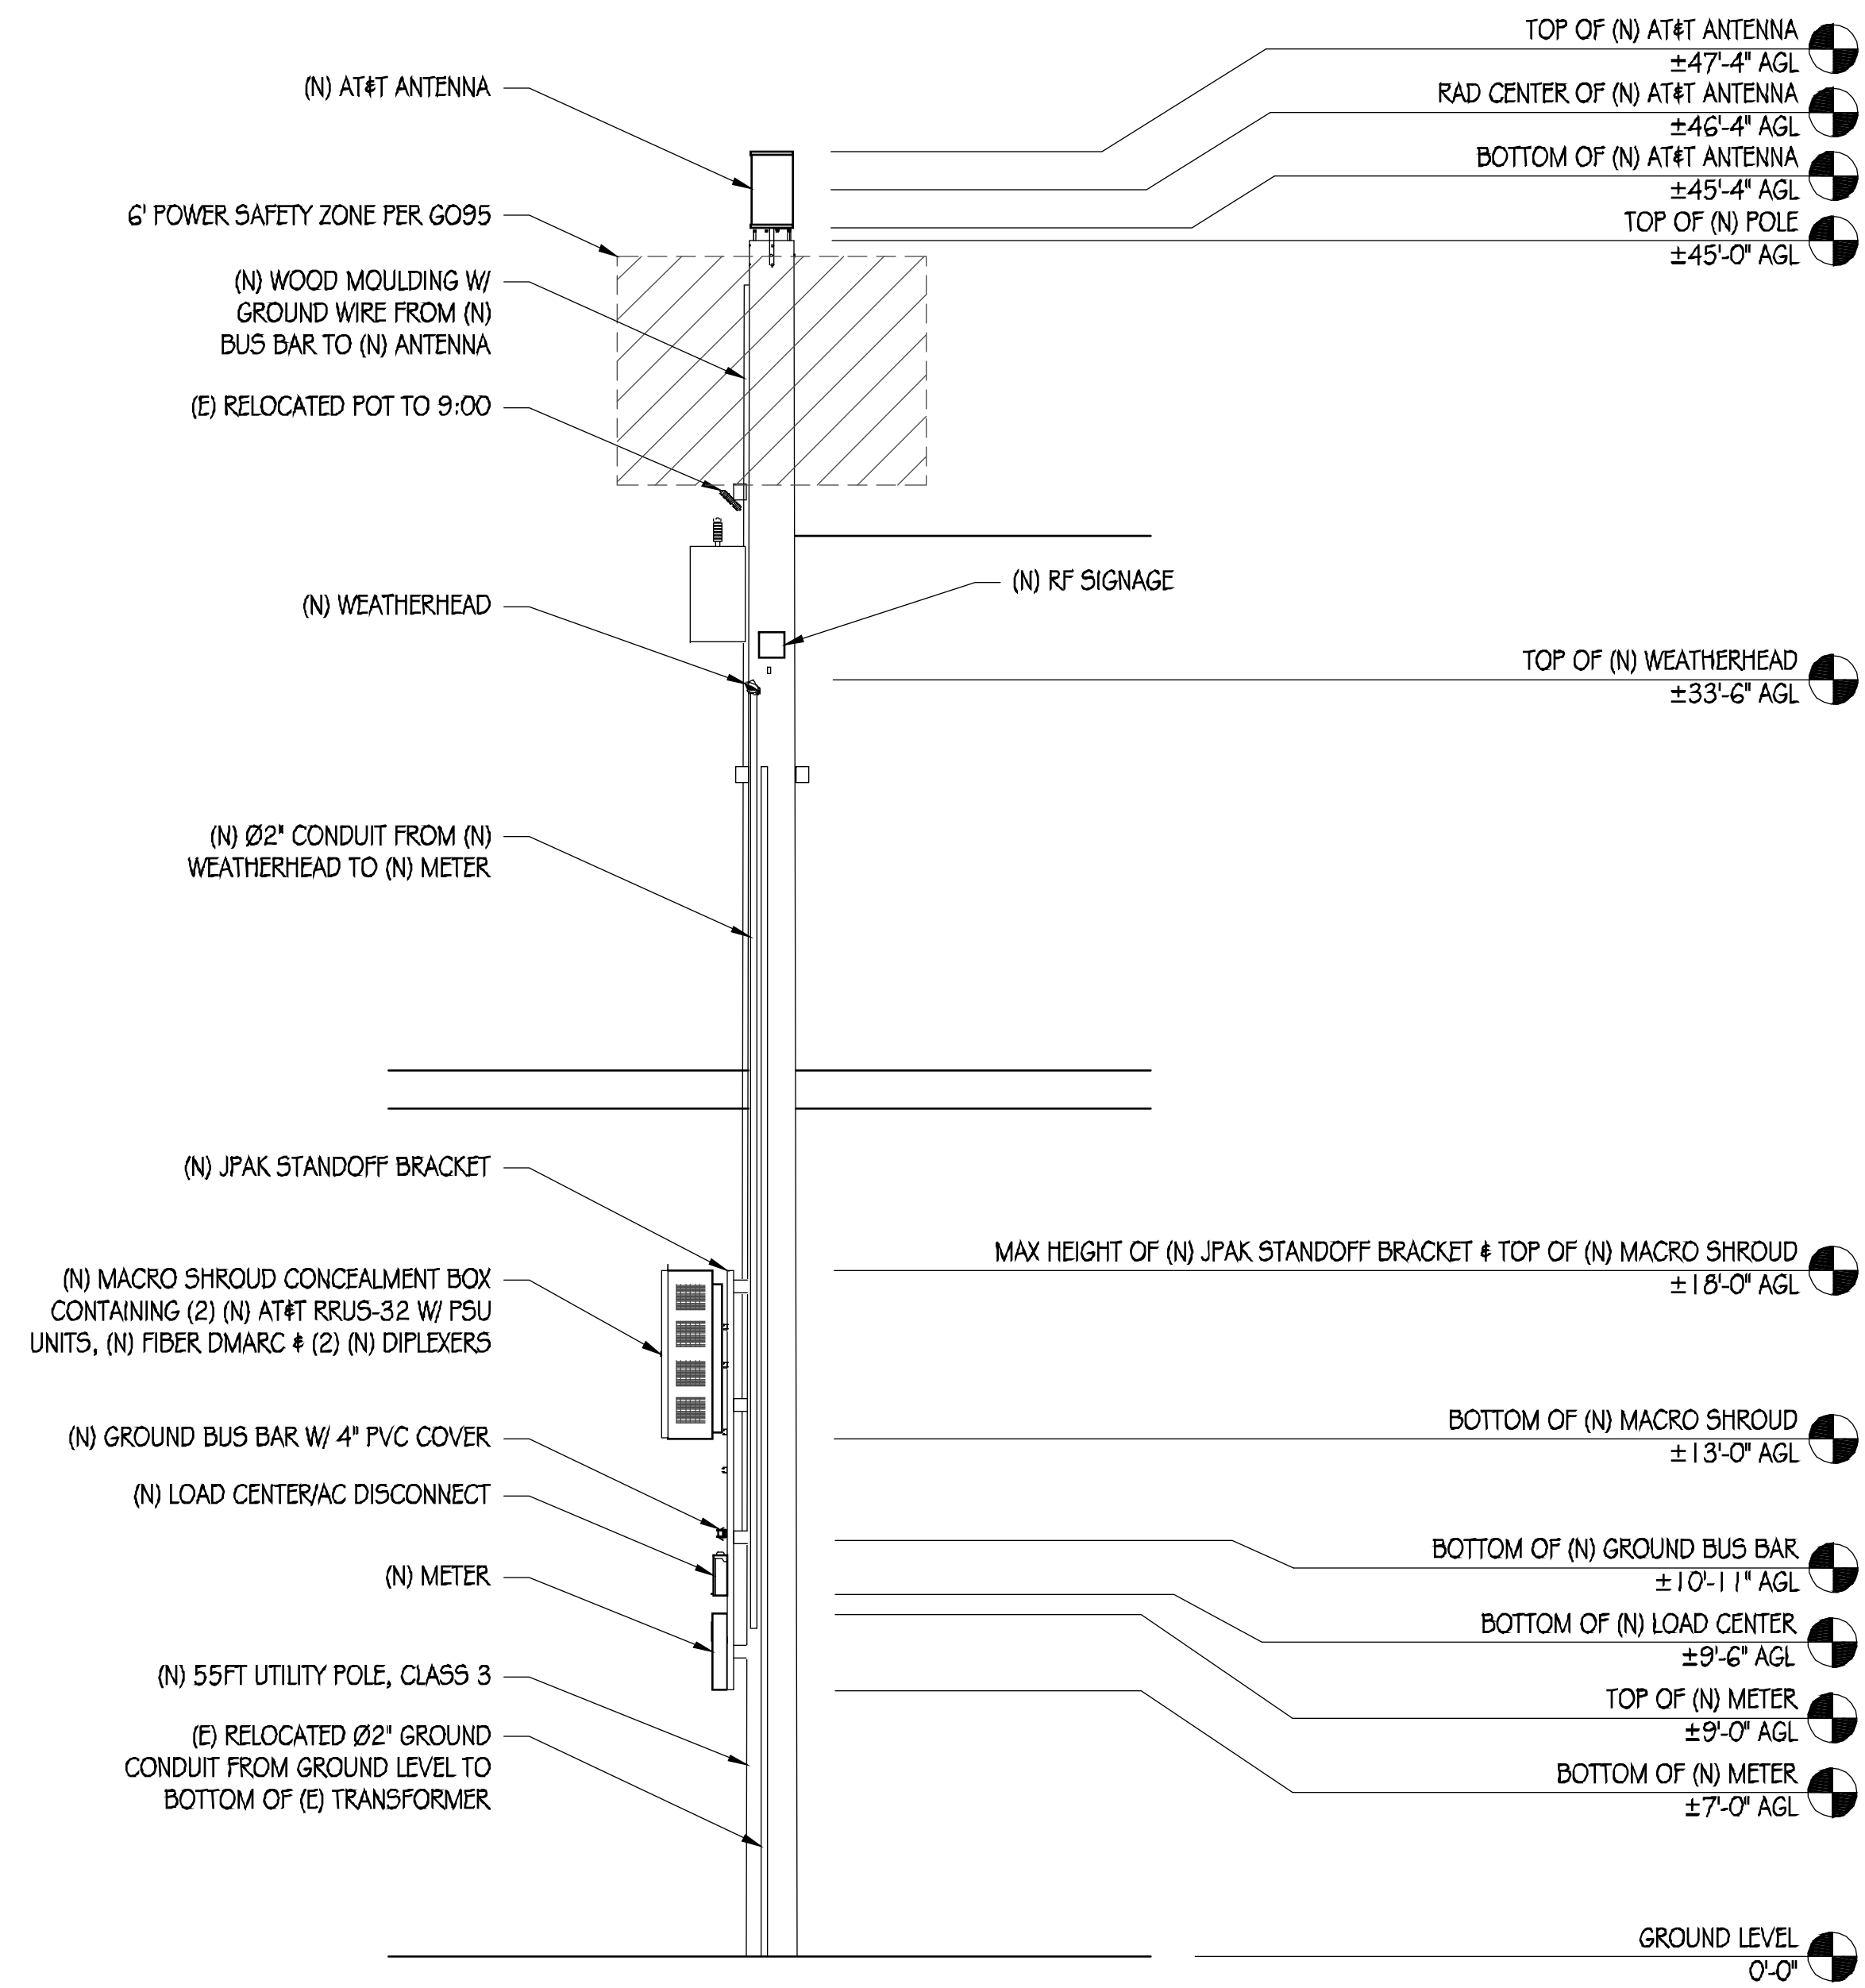 TOP OF (N) AT&T ANTENNA
±47'-4" AGL
(N) AT&T ANTENNA
RAD CENTER OF (N) AT&T ANTENNA
±46'-4" AGL
BOTTOM OF (N) AT&T ANTENNA
±45'-4" AGL
6' POWER SAFETY ZONE PER GO95
TOP OF (N) POLE
±45'-0" AGL
(N) WOOD MOULDING W/
GROUND WIRE FROM (N)
BUS BAR TO (N) ANTENNA
(E) RELOCATED POT TO 9:00
(N) RF SIGNAGE
(N) WEATHERHEAD
TOP OF (N) WEATHERHEAD
±33'-6" AGL
(N) Ø2" CONDUIT FROM (N)
WEATHERHEAD TO (N) METER
(N) JPAK STANDOFF BRACKET
MAX HEIGHT OF (N) JPAK STANDOFF BRACKET & TOP OF (N) MACRO SHROUD
±18'-0" AGL
(N) MACRO SHROUD CONCEALMENT BOX
CONTAINING (2) (N) AT&T RRUS-32 W/ PSU
UNITS, (N) FIBER DMARC & (2) (N) DIPLEXERS
BOTTOM OF (N) MACRO SHROUD
±13'-0" AGL
(N) GROUND BUS BAR W/ 4" PVC COVER
(N) LOAD CENTER/AC DISCONNECT
BOTTOM OF (N) GROUND BUS BAR
±10'-11" AGL
(N) METER
BOTTOM OF (N) LOAD CENTER
±9'-6" AGL
(N) 55FT UTILITY POLE, CLASS 3
TOP OF (N) METER
±9'-0" AGL
(E) RELOCATED Ø2" GROUND
CONDUIT FROM GROUND LEVEL TO
BOTTOM OF (E) TRANSFORMER
BOTTOM OF (N) METER
±7'-0" AGL
GROUND LEVEL
0'-0"